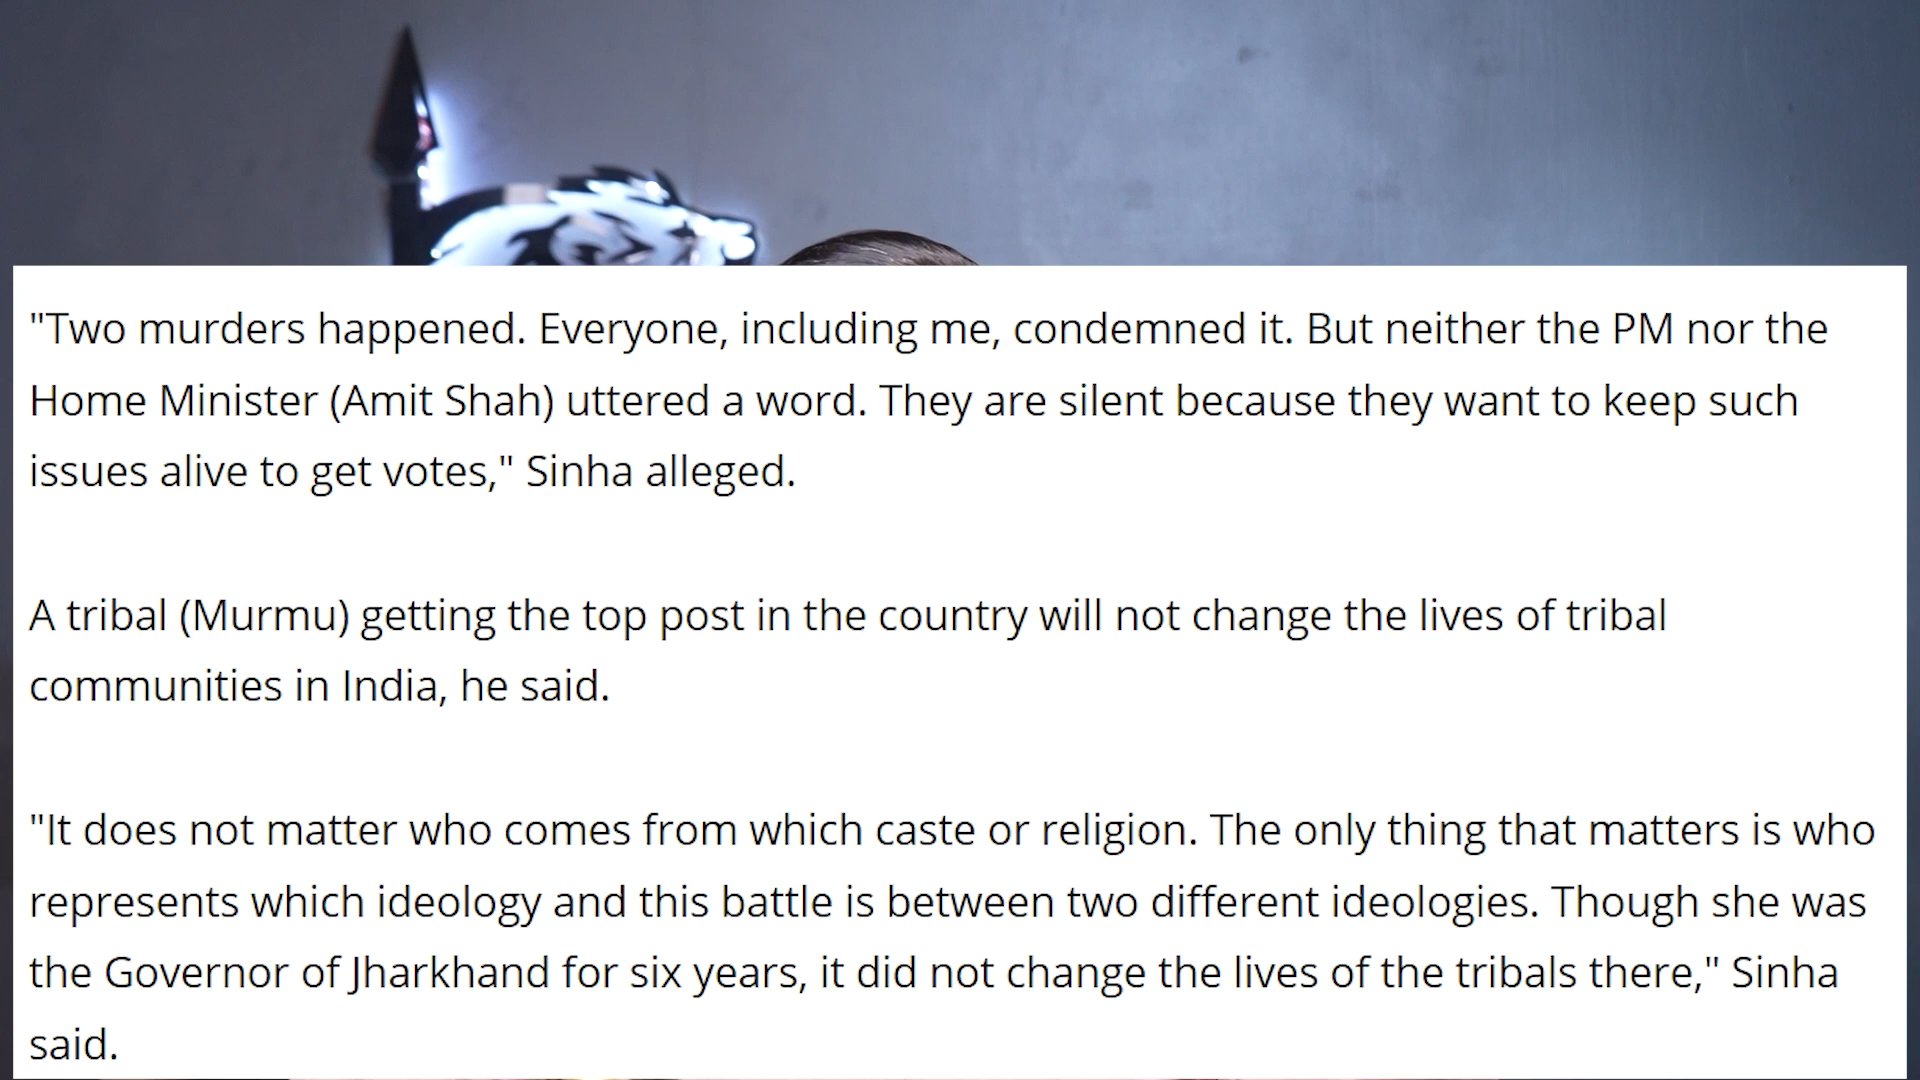 "Two murders happened. Everyone, including me, condemned it. But neither the PM nor the
Home Minister (Amit Shah) uttered a word. They are silent because they want to keep such
issues alive to get votes," Sinha alleged.
A tribal (Murmu) getting the top post in the country will not change the lives of tribal
communities in India, he said.
"It does not matter who comes from which caste or religion. The only thing that matters is who
represents which ideology and this battle is between two different ideologies. Though she was
the Governor of Jharkhand for six years, it did not change the lives of the tribals there," Sinha
said.